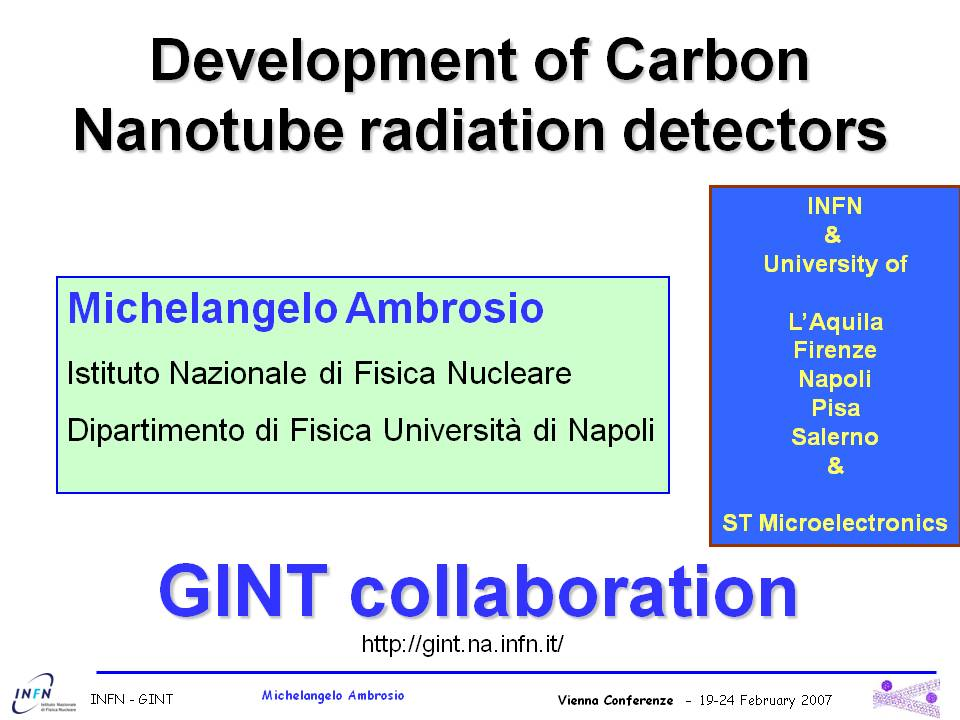 Development of Carbon
Nanotube radiation detectors
INFN
&
University of
L'Aquila
Firenze
Napoli
Pisa
Salerno
&
ST Microelectronics
Michelangelo Ambrosio
Istituto Nazionale di Fisica Nucleare
Dipartimento di Fisica Università di Napoli
GINT collaboration
http://gint.na.infn.it/
INFN
Istituto Nazionale
di Fisica Nucleare
INFN - GINT
Michelangelo Ambrosio
Vienna Conferenze - 19-24 February 2007